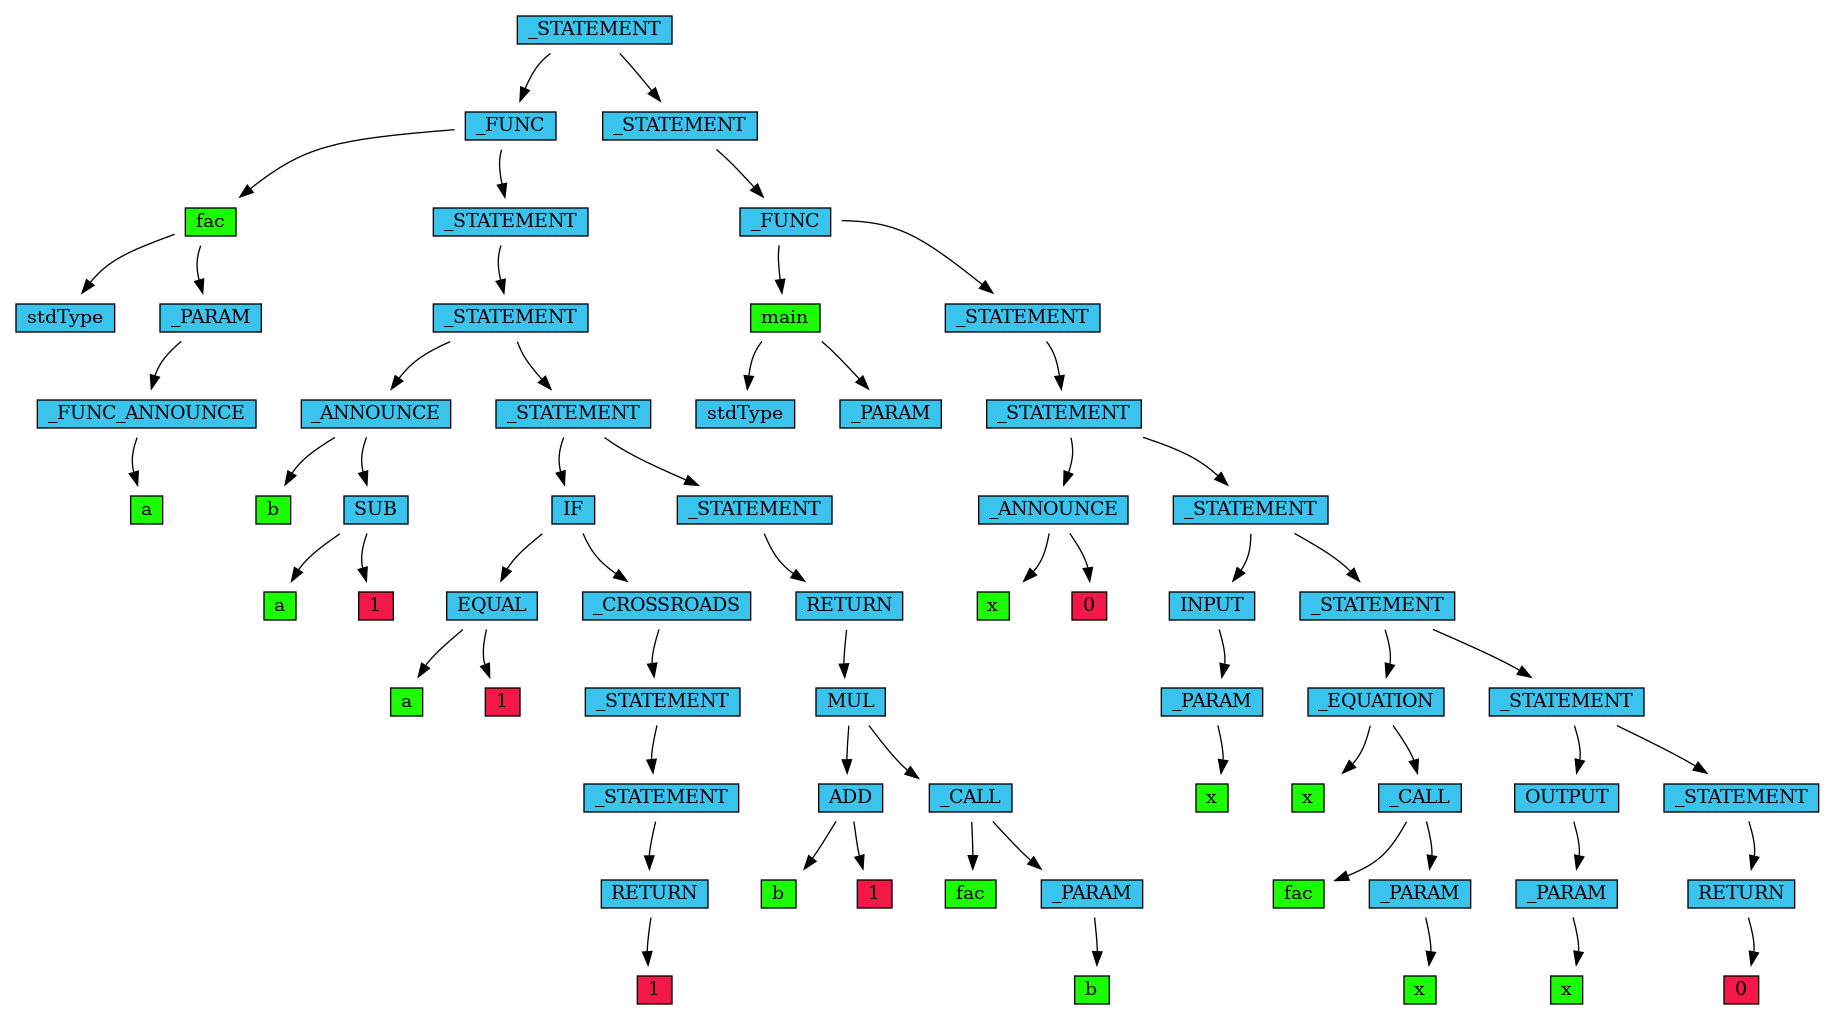 _STATEMENT
_FUNC
_STATEMENT
fac
_STATEMENT
_FUNC
stdType
_PARAM
_STATEMENT
main
_STATEMENT
_FUNC_ANNOUNCE
_ANNOUNCE
_STATEMENT
stdType
_PARAM
_STATEMENT
a
b
SUB
IF
_STATEMENT
_ANNOUNCE
_STATEMENT
a
1
EQUAL
_CROSSROADS
RETURN
x
0
INPUT
_STATEMENT
a
1
_STATEMENT
MUL
_PARAM
_EQUATION
_STATEMENT
_STATEMENT
ADD
_CALL
x
x
_CALL
OUTPUT
_STATEMENT
RETURN
b
1
fac
_PARAM
fac
_PARAM
_PARAM
RETURN
1
b
x
x
0